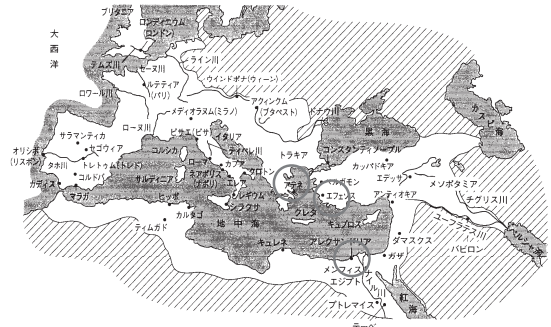 ブリタニア
ロンディニウム
(ロンドン)
大西洋
テムズ川
セーヌ川
ライン川
ウインドボナ(ウィーン)
ルテティア
(パリ)
ロワール川
アクィンクム
(ブタペスト)
ドナウ川
カスピ海
メディオラヌム(ミラノ)
ローヌ川
ピサエ(ピサ)
イタリア
黒海
サラマンティカ
セゴヴィア
コルシカ
テイベレ川
トラキア
コンスタンティノープル
オリシポ
(リスボン)
タホ川
トレトゥム(トレド)
ローマ
カプア
カッパドキア
コルドバ
サルディニア
ネアポリス
(ナポリ)
クロトン
エレア
アテネ
ペルガモン
エデッサ
メソポタミア
ガディス
マラガ
ヒッポ
レギウム
エフェソス
アンティオキア
チグリス川
カルタゴ
シラクサ
クレタ
キュプロス
ユーフラテス川
ティムガド
地中海
キュレネ
アレクサンドリア
ダマスクス
バビロン
ペルシャ湾
メンフィス
ガザ
エジプト
ナイル川
プトレマイス
紅海
テーベ